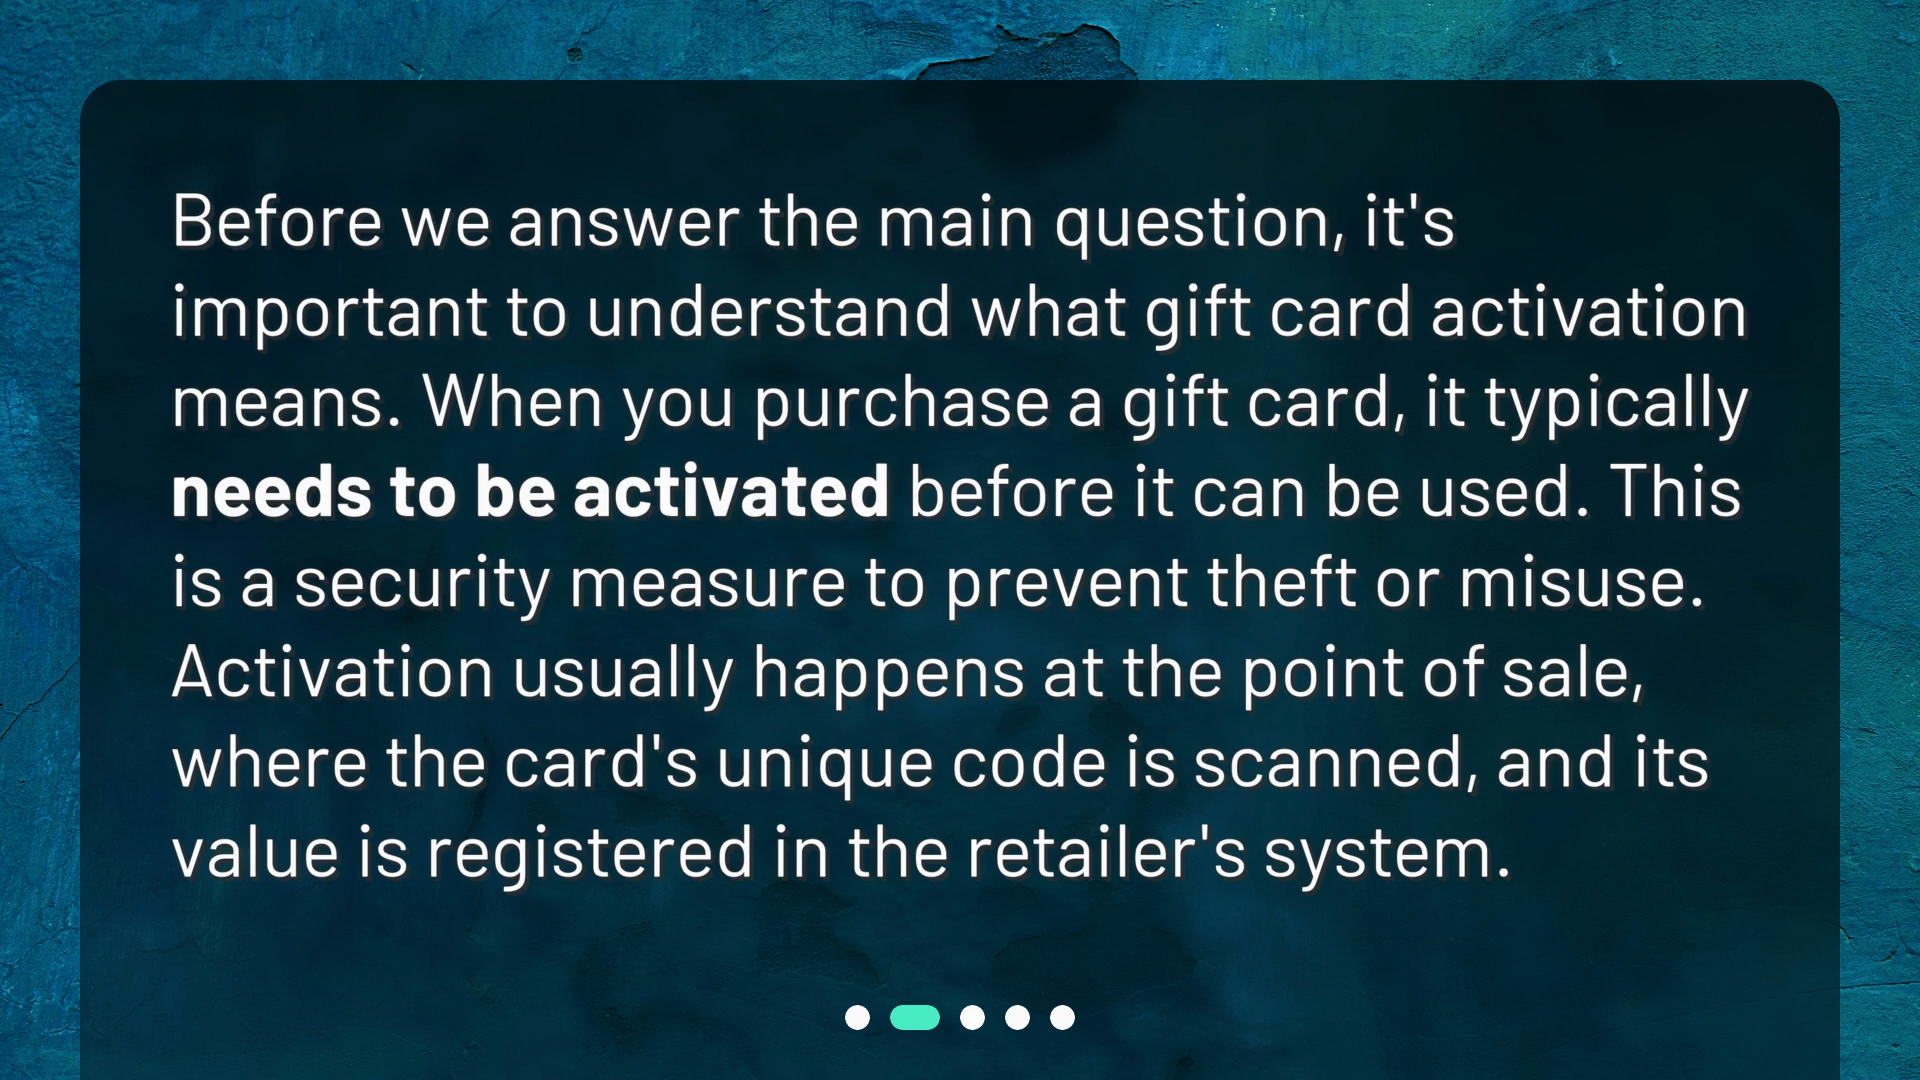 Before we answer the main question, it's
important to understand what gift card activation
means. When you purchase a gift card, it typically
needs to be activated before it can be used. This
is a security measure to prevent theft or misuse.
Activation usually happens at the point of sale,
where the card's unique code is scanned, and its
value is registered in the retailer's system.